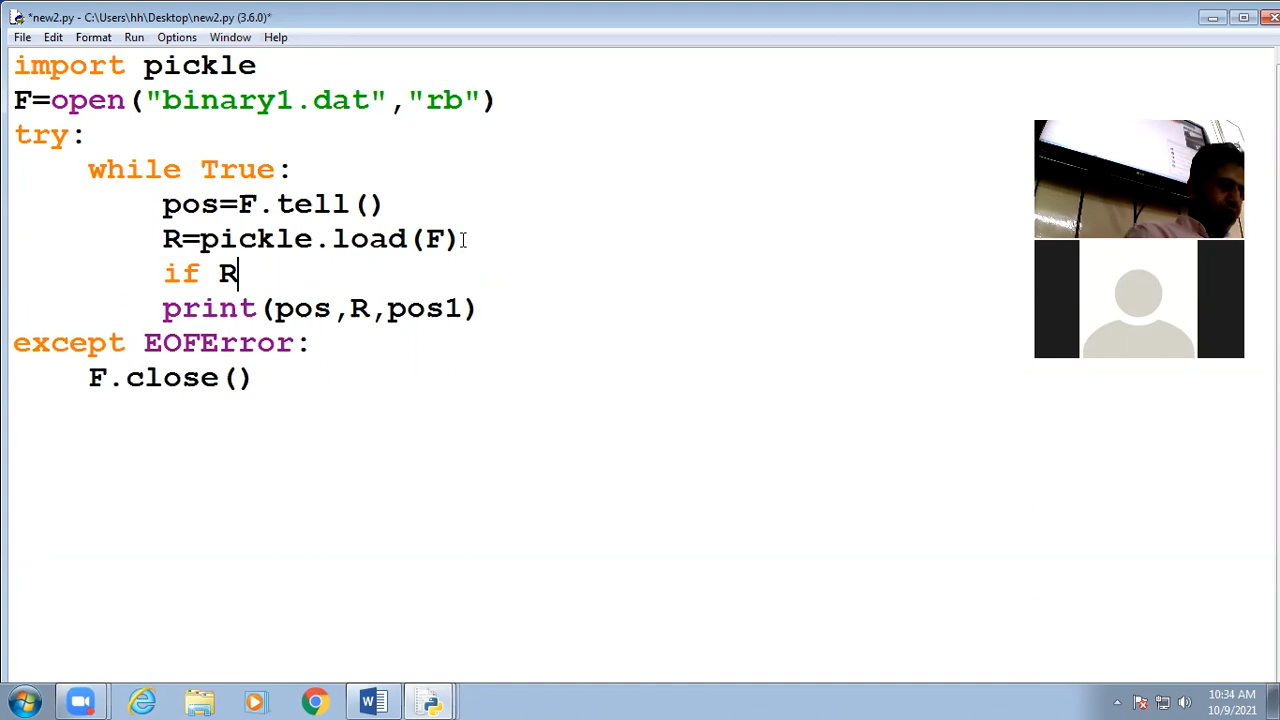 *new2.py - C:\Users\hh\Desktop\new2.py (3.6.0)*
File Edit Format Run Options Window Help
import pickle
F=open("binary1.dat","rb")
try:
    while True:
        pos=F.tell()
        R=pickle.load(F)
        if R
        print(pos,R,pos1)
except EOFError:
    F.close()
10:34 AM
10/9/2021